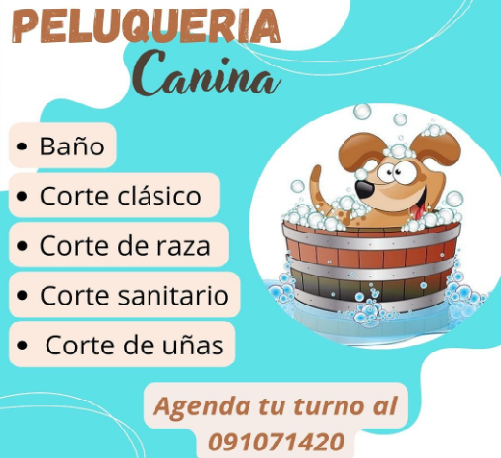 PELUQUERIA
Canina
• Baño
• Corte clásico
• Corte de raza
• Corte sanitario
• Corte de uñas
Agenda tu turno al
091071420